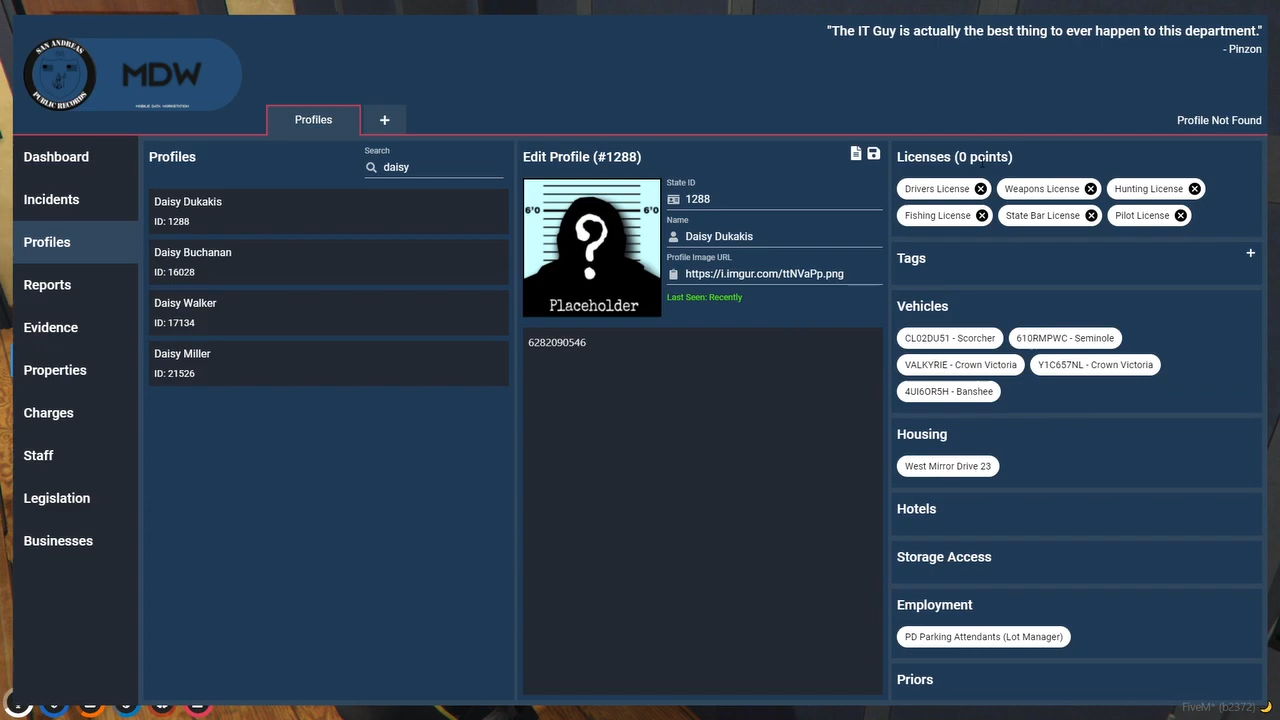 "The IT Guy is actually the best thing to ever happen to this department."
- Pinzon
SAN ANDREAS
PUBLIC RECORDS
MDW
MOBILE DATA WORKSTATION
Profiles
+
Profile Not Found
Dashboard
Incidents
Profiles
Reports
Evidence
Properties
Charges
Staff
Legislation
Businesses
Profiles
Search
daisy
Daisy Dukakis
ID: 1288
Daisy Buchanan
ID: 16028
Daisy Walker
ID: 17134
Daisy Miller
ID: 21526
Edit Profile (#1288)
6'0 6'0
?
Placeholder
State ID
1288
Name
Daisy Dukakis
Profile Image URL
https://i.imgur.com/ttNVaPp.png
Last Seen: Recently
6282090546
Licenses (0 points)
Drivers License Weapons License Hunting License
Fishing License State Bar License Pilot License
Tags +
Vehicles
CL02DU51 - Scorcher 610RMPWC - Seminole
VALKYRIE - Crown Victoria Y1C657NL - Crown Victoria
4UI6OR5H - Banshee
Housing
West Mirror Drive 23
Hotels
Storage Access
Employment
PD Parking Attendants (Lot Manager)
Priors
FiveM* (b2372)